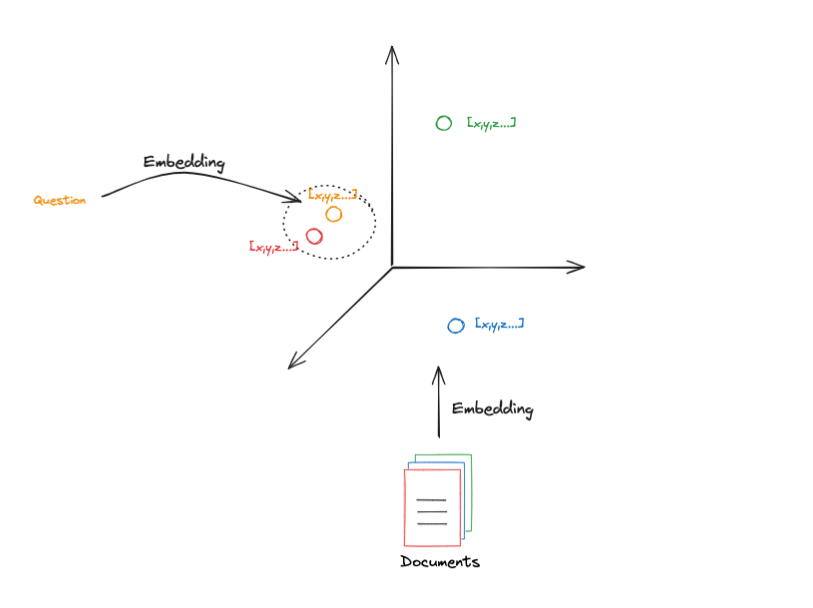 [x,y,z...]
Embedding
[x,y,z...]
Question
[x,y,z...]
[x,y,z...]
Embedding
Documents